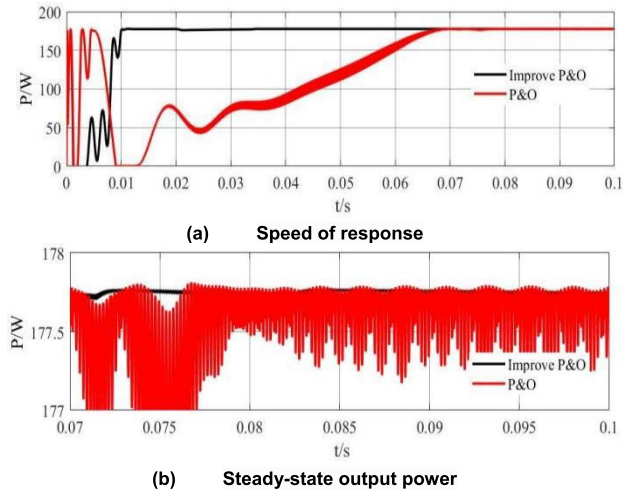 200
150
100
50
0
P/W
Improve P&O
P&O
0 0.01 0.02 0.03 0.04 0.05 0.06 0.07 0.08 0.09 0.1
t/s
(a) Speed of response
178
177.5
177
P/W
Improve P&O
P&O
0.07 0.075 0.08 0.085 0.09 0.095 0.1
t/s
(b) Steady-state output power